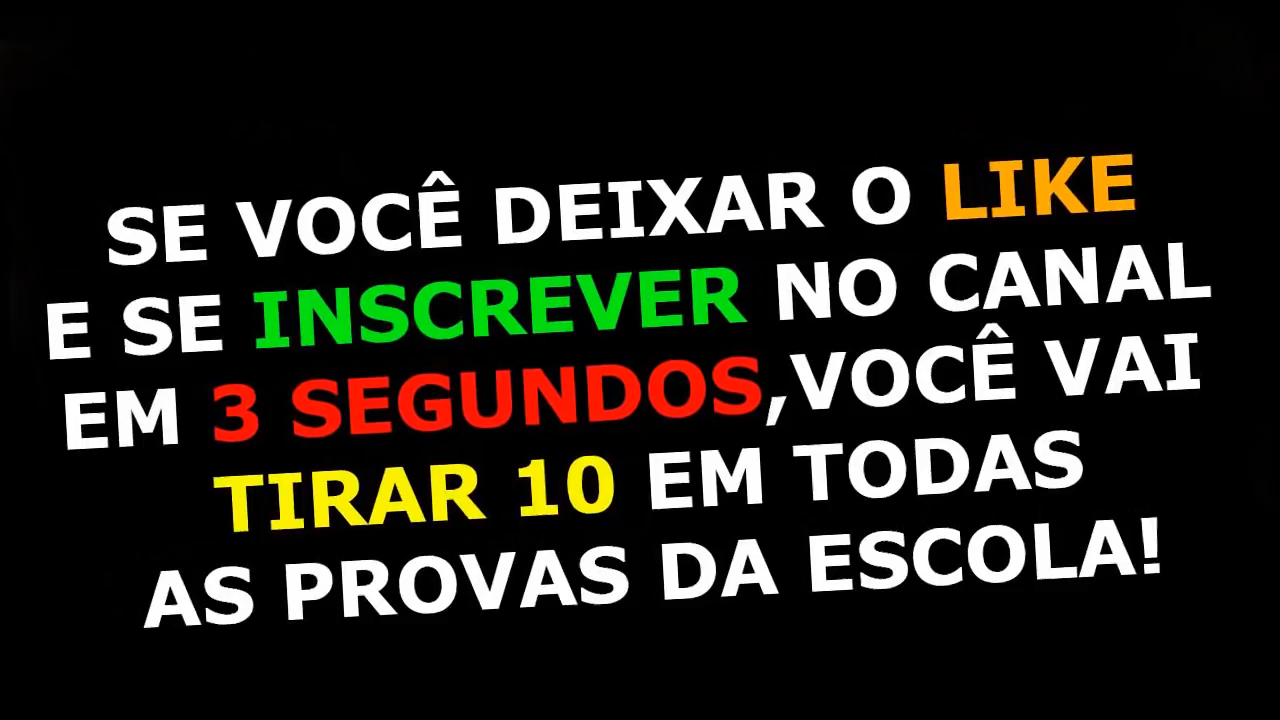 SE VOCÊ DEIXAR O LIKE
E SE INSCREVER NO CANAL
EM 3 SEGUNDOS,VOCÊ VAI
TIRAR 10 EM TODAS
AS PROVAS DA ESCOLA!